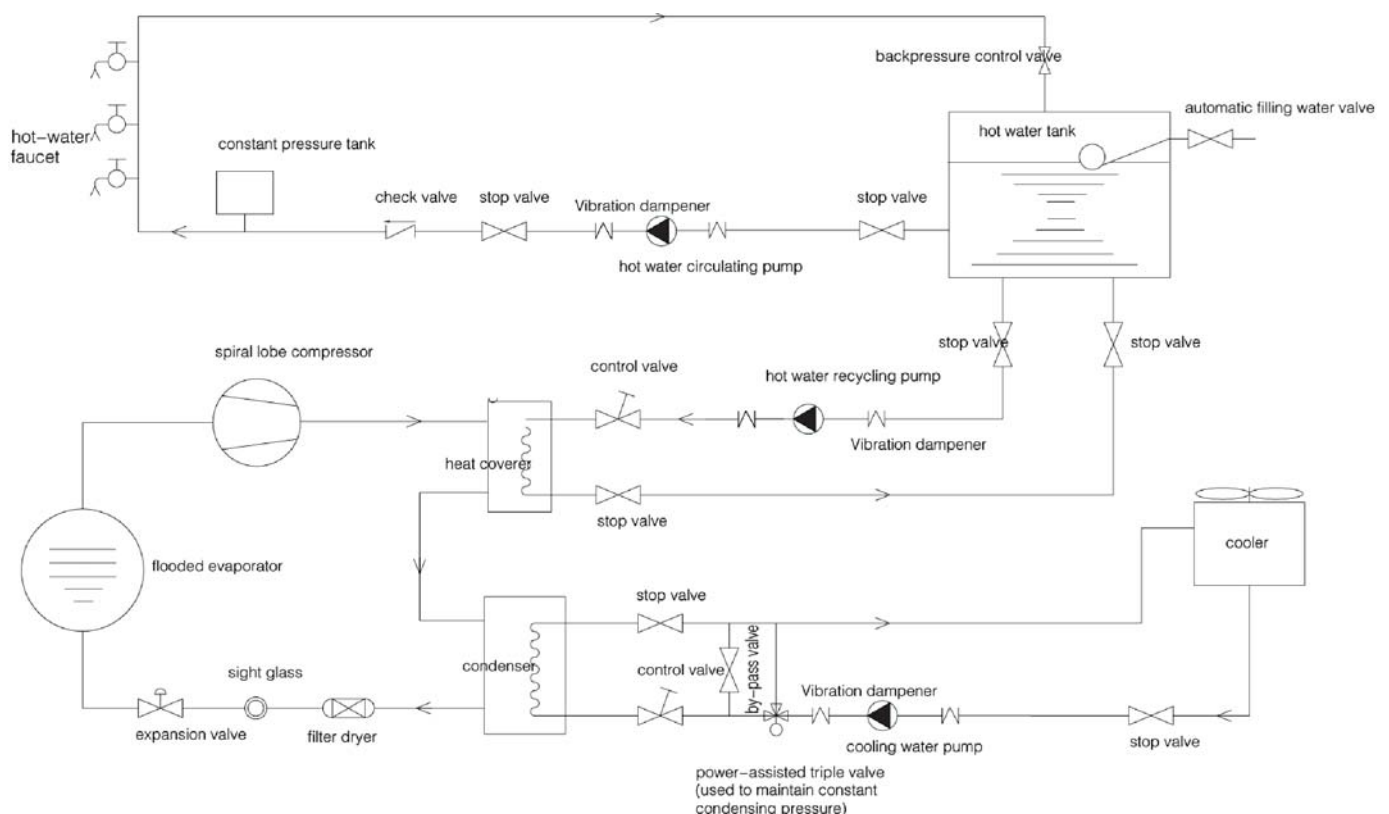 backpressure control valve
automatic filling water valve
hot water tank
hot-water
faucet
constant pressure tank
check valve
stop valve
Vibration dampener
stop valve
hot water circulating pump
stop valve
stop valve
spiral lobe compressor
control valve
hot water recycling pump
Vibration dampener
heat coverer
stop valve
cooler
flooded evaporator
stop valve
by-pass valve
condenser
control valve
sight glass
Vibration dampener
expansion valve
filter dryer
cooling water pump
stop valve
power-assisted triple valve
(used to maintain constant
condensing pressure)